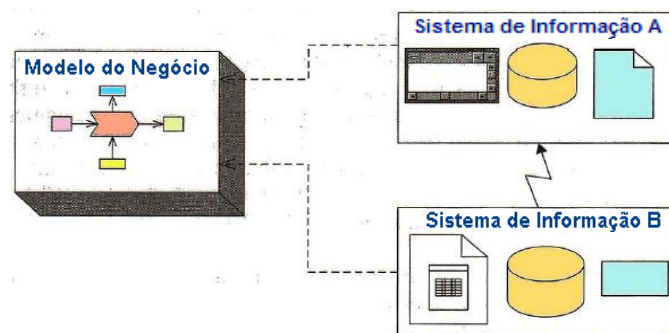 Sistema de Informação A
Modelo do Negócio
Sistema de Informação B